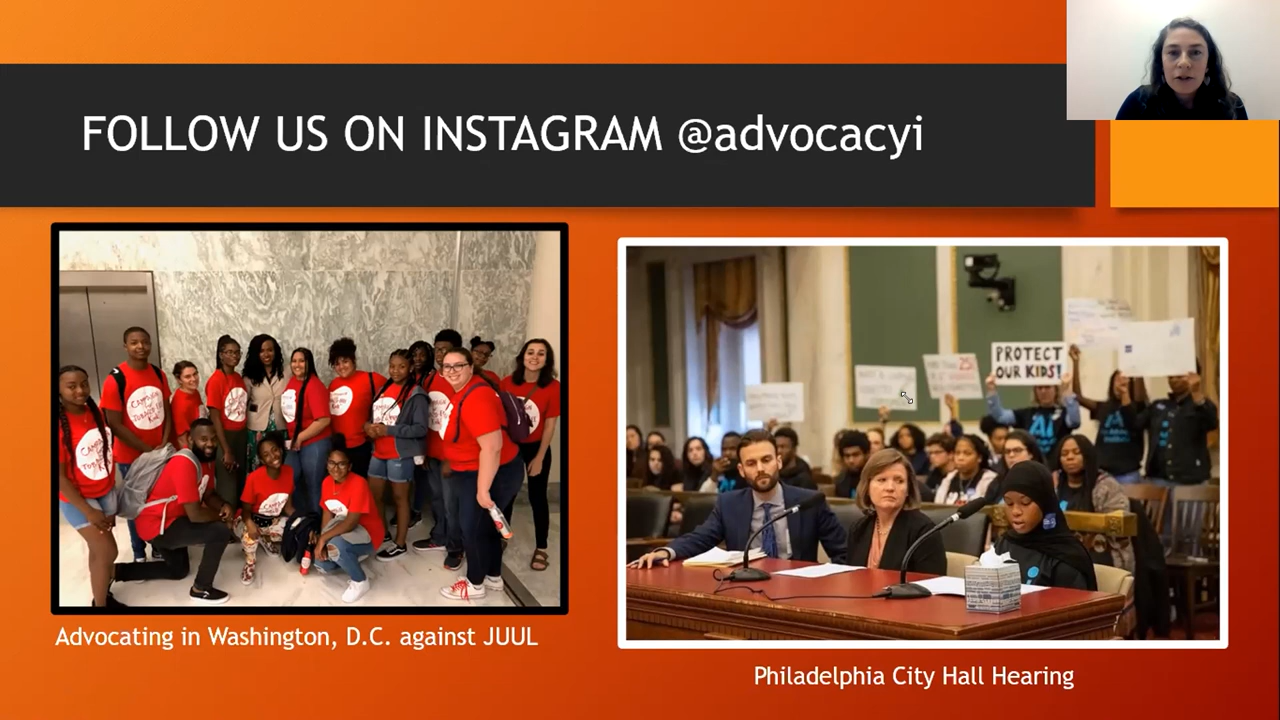 FOLLOW US ON INSTAGRAM @advocacyi
PROTECT
OUR KIDS!
Advocating in Washington, D.C. against JUUL
Philadelphia City Hall Hearing